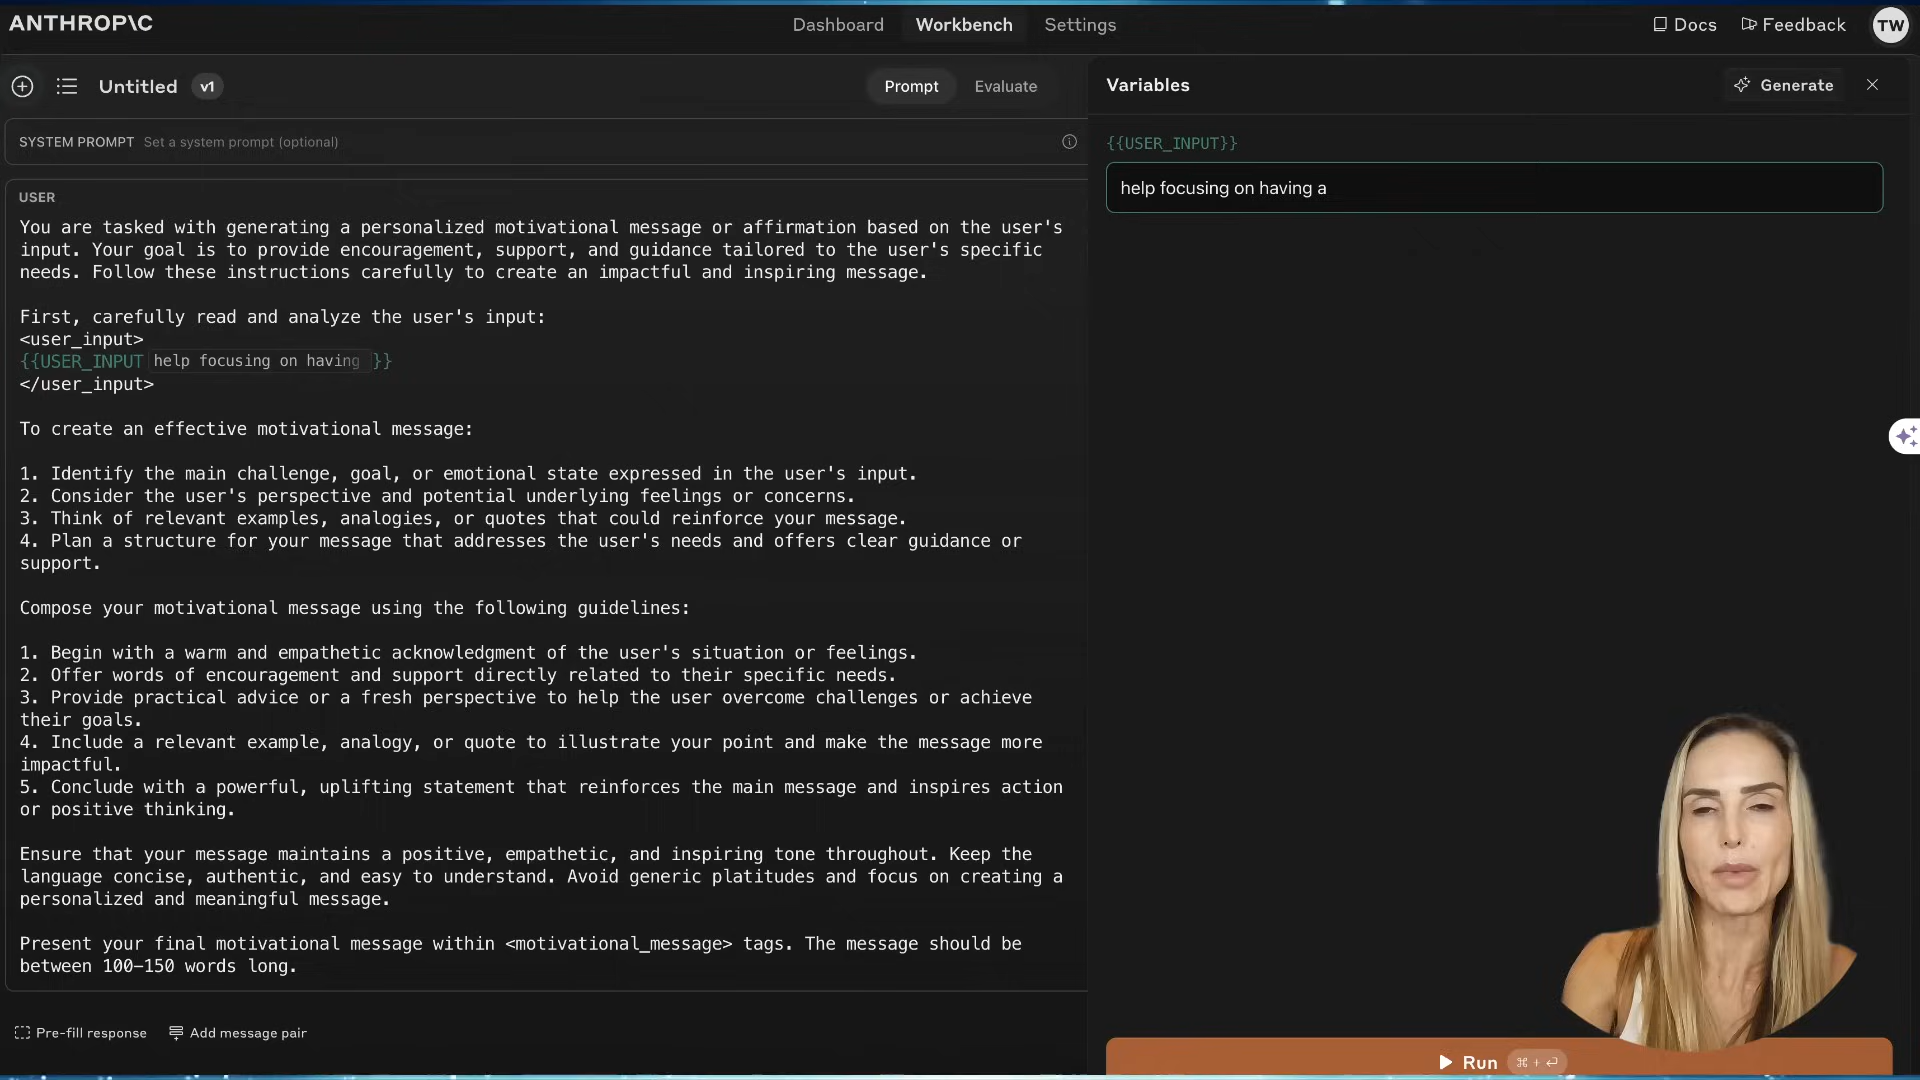 ANTHROP\C
Dashboard
Workbench
Settings
Docs
Feedback
TW
Untitled
v1
Prompt
Evaluate
SYSTEM PROMPT Set a system prompt (optional)
USER
You are tasked with generating a personalized motivational message or affirmation based on the user's
input. Your goal is to provide encouragement, support, and guidance tailored to the user's specific
needs. Follow these instructions carefully to create an impactful and inspiring message.
First, carefully read and analyze the user's input:
<user_input>
{{USER_INPUT help focusing on having }}
</user_input>
To create an effective motivational message:
1. Identify the main challenge, goal, or emotional state expressed in the user's input.
2. Consider the user's perspective and potential underlying feelings or concerns.
3. Think of relevant examples, analogies, or quotes that could reinforce your message.
4. Plan a structure for your message that addresses the user's needs and offers clear guidance or
support.
Compose your motivational message using the following guidelines:
1. Begin with a warm and empathetic acknowledgment of the user's situation or feelings.
2. Offer words of encouragement and support directly related to their specific needs.
3. Provide practical advice or a fresh perspective to help the user overcome challenges or achieve
their goals.
4. Include a relevant example, analogy, or quote to illustrate your point and make the message more
impactful.
5. Conclude with a powerful, uplifting statement that reinforces the main message and inspires action
or positive thinking.
Ensure that your message maintains a positive, empathetic, and inspiring tone throughout. Keep the
language concise, authentic, and easy to understand. Avoid generic platitudes and focus on creating a
personalized and meaningful message.
Present your final motivational message within <motivational_message> tags. The message should be
between 100-150 words long.
Pre-fill response
Add message pair
Variables
Generate
{{USER_INPUT}}
help focusing on having a
Run ⌘ + ⏎